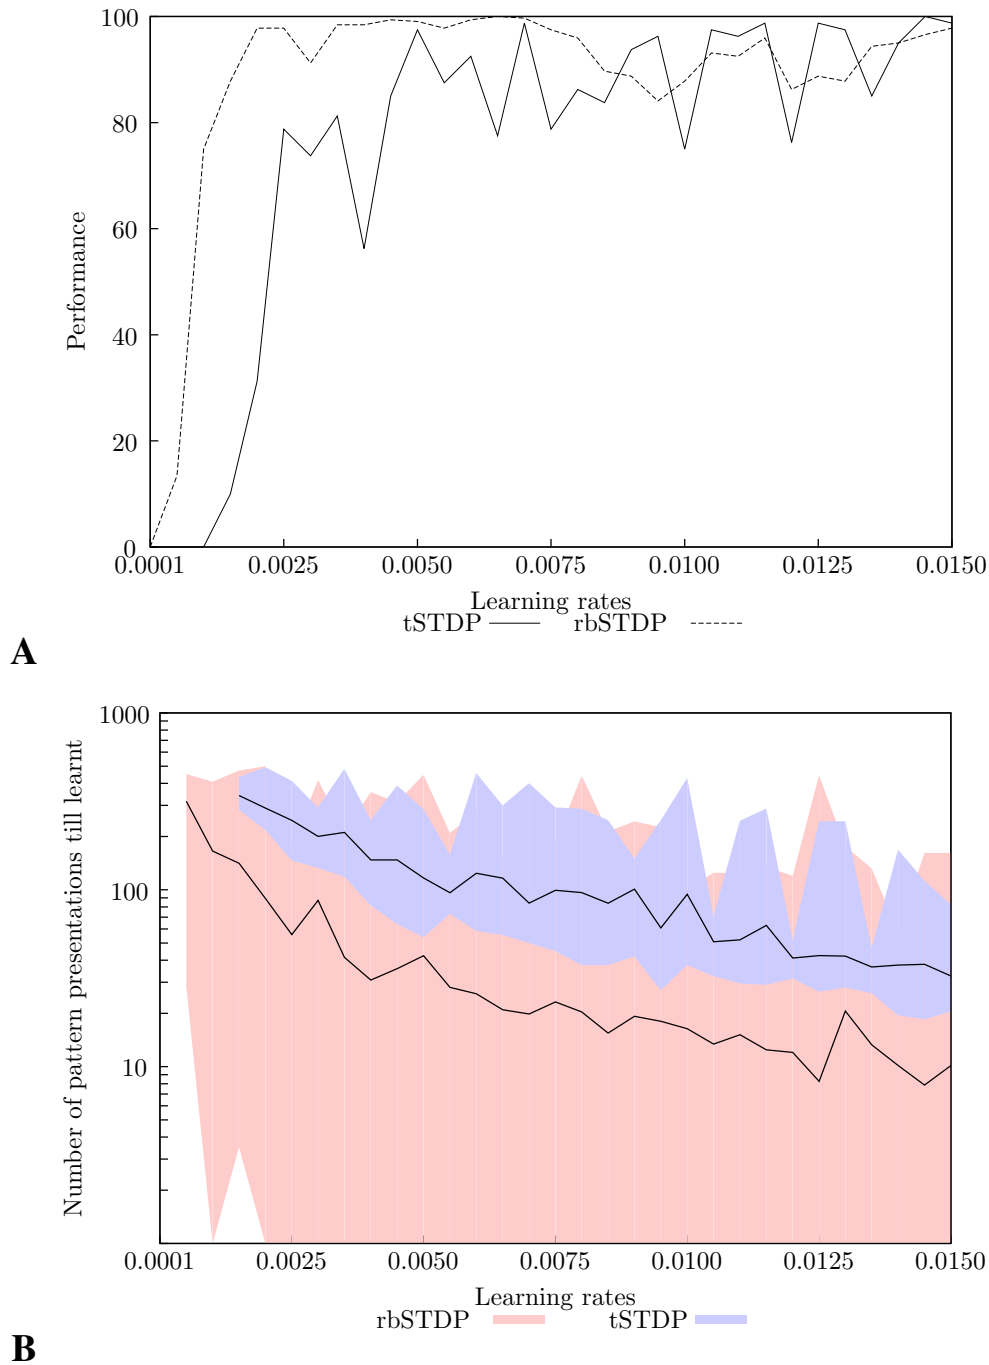 100
80
60
40
20
0
Performance
0.0001 0.0025 0.0050 0.0075 0.0100 0.0125 0.0150
Learning rates
tSTDP rbSTDP
A
1000
100
10
Number of pattern presentations till learnt
0.0001 0.0025 0.0050 0.0075 0.0100 0.0125 0.0150
Learning rates
rbSTDP tSTDP
B